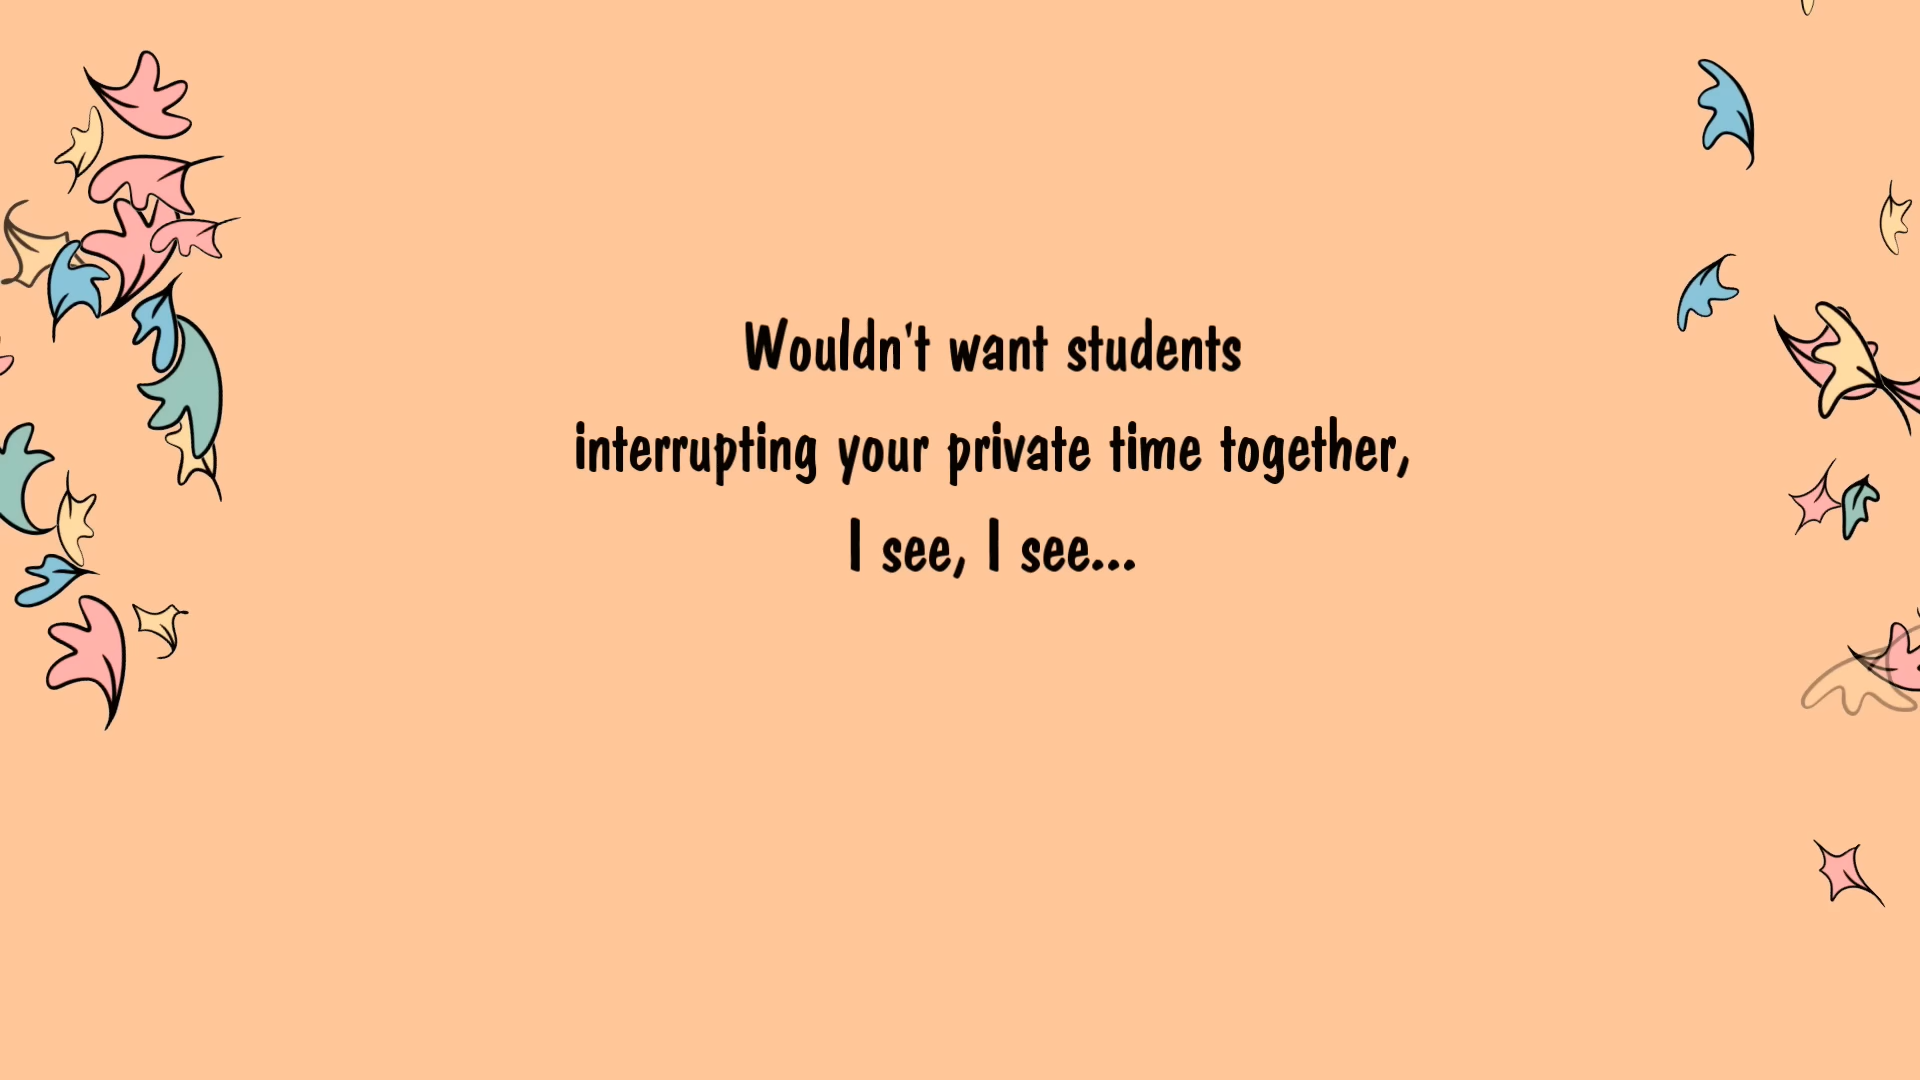 Wouldn't want students
interrupting your private time together,
I see, I see...